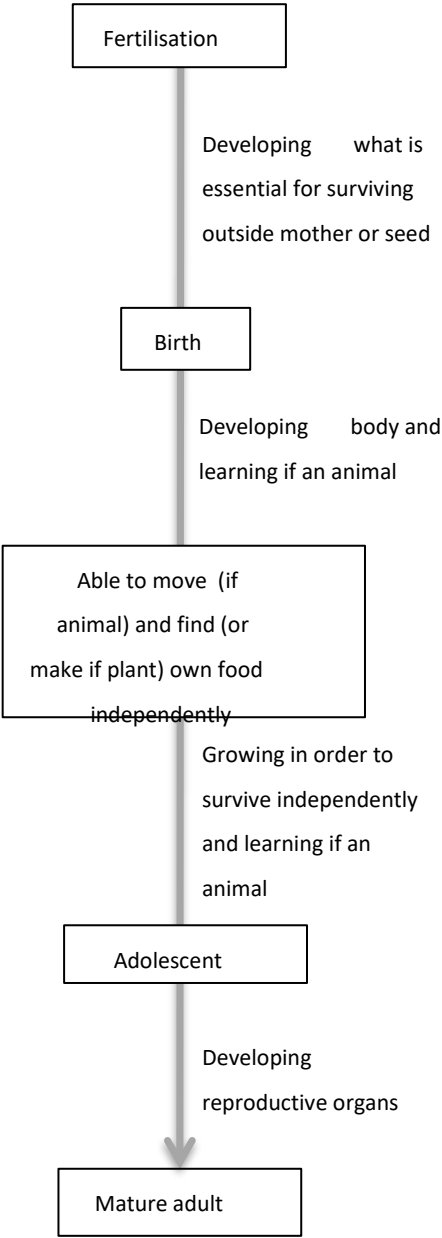 Fertilisation
Developing what is
essential for surviving
outside mother or seed
Birth
Developing body and
learning if an animal
Able to move (if
animal) and find (or
make if plant) own food
independently
Growing in order to
survive independently
and learning if an
animal
Adolescent
Developing
reproductive organs
Mature adult